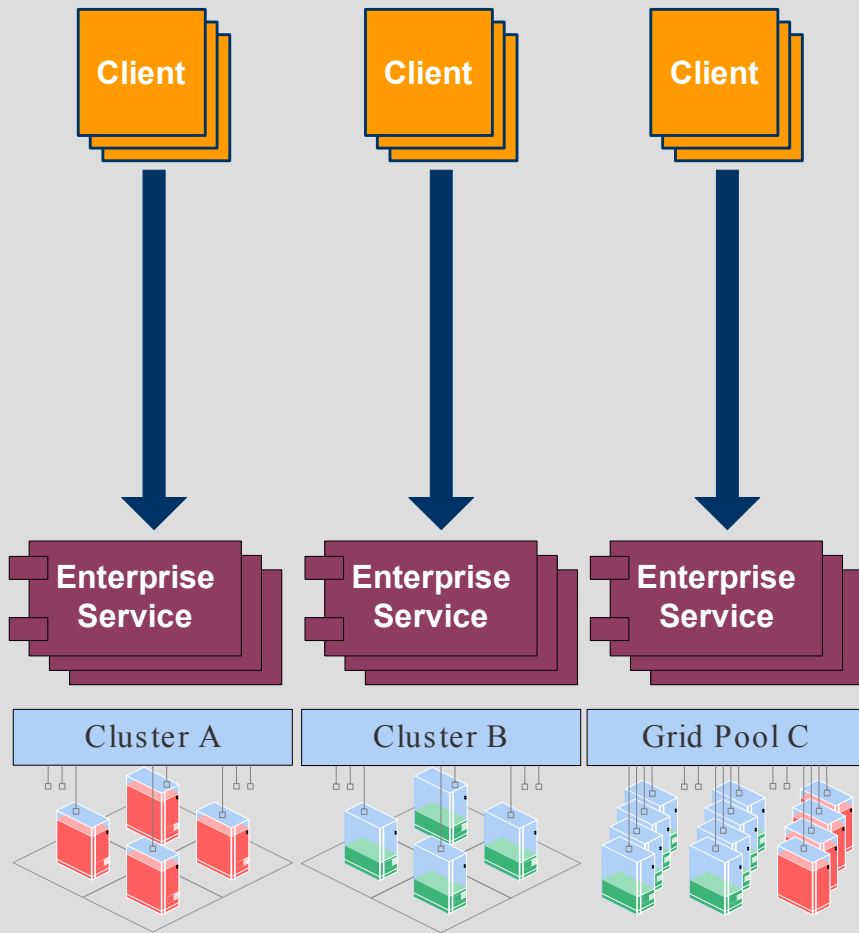 Client
Client
Client
Enterprise
Service
Enterprise
Service
Enterprise
Service
Cluster A
Cluster B
Grid Pool C